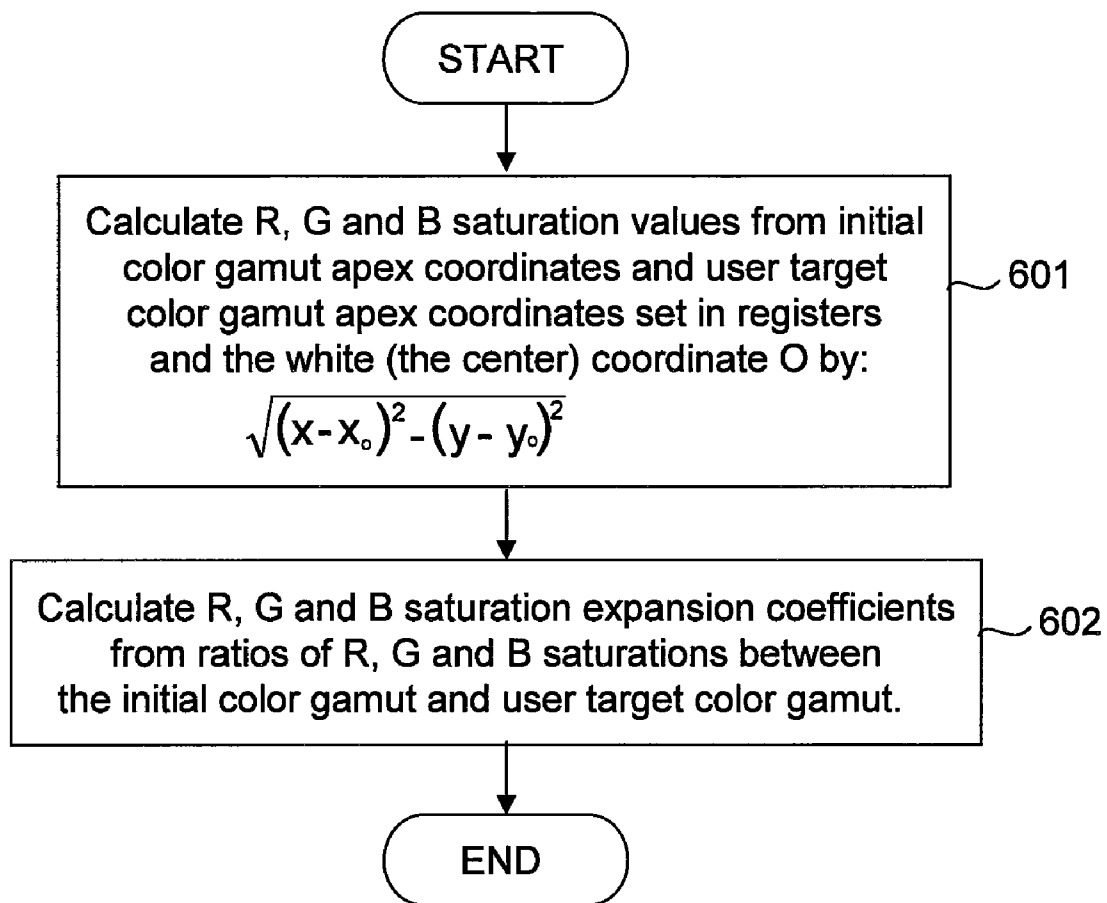 START
Calculate R, G and B saturation values from initial
color gamut apex coordinates and user target
color gamut apex coordinates set in registers
and the white (the center) coordinate O by:
√(x-x₀)²-(y-y₀)²
601
Calculate R, G and B saturation expansion coefficients
from ratios of R, G and B saturations between
the initial color gamut and user target color gamut.
602
END